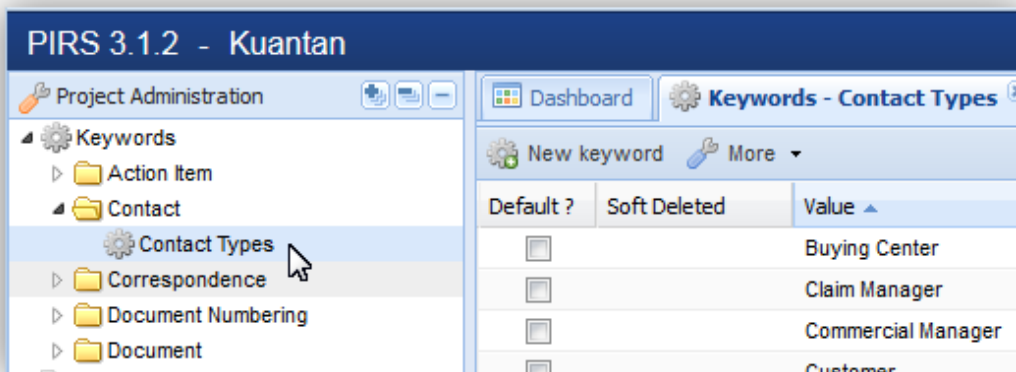 PIRS 3.1.2 - Kuantan
Project Administration
Keywords
Action Item
Contact
Contact Types
Correspondence
Document Numbering
Document
Dashboard
Keywords - Contact Types
New keyword
More
Default ?
Soft Deleted
Value
Buying Center
Claim Manager
Commercial Manager
Customer